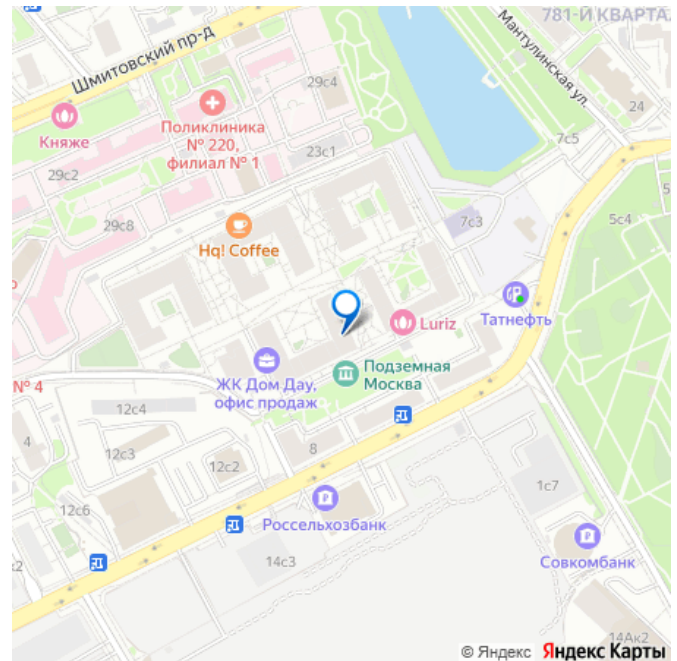 781-Й КВАРТА
Шмитовский пр-д
Мантулинская ул.
29с4
24
Княже
Поликлиника
№ 220,
филиал № 1
7с5
23с1
29с2
29с8
7с3
5с4
Hq! Coffee
Татнефть
Luriz
Подземная
Москва
№ 4
ЖК Дом Дау,
офис продаж
12с4
4
8
12с3
12с2
1с7
12с6
Россельхозбанк
Совкомбанк
14с3
14Ак2
© Яндекс Яндекс Карты